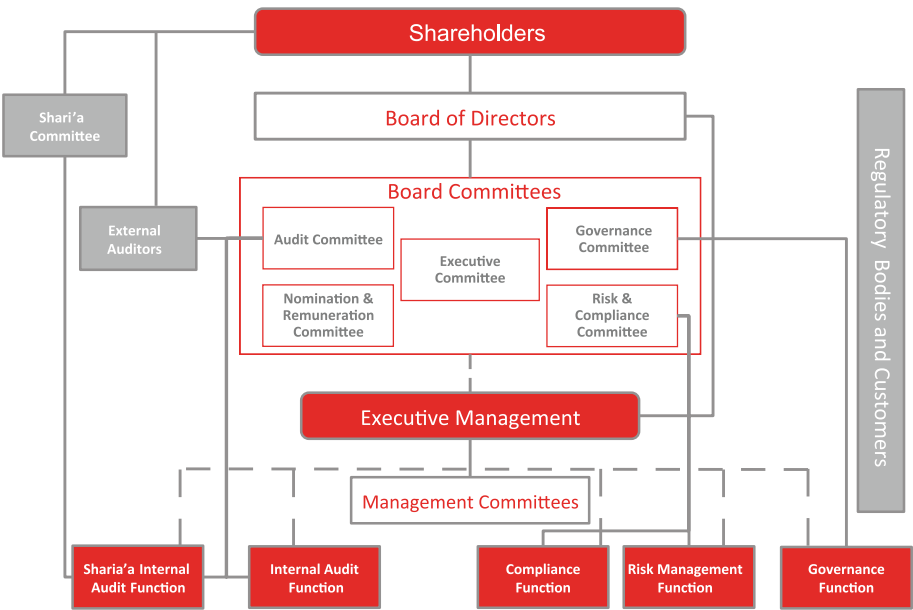 Shareholders
Shari'a
Committee
Board of Directors
Board Committees
External
Auditors
Audit Committee
Governance
Committee
Executive
Committee
Nomination &
Remuneration
Committee
Risk &
Compliance
Committee
Regulatory Bodies and Customers
Executive Management
Management Committees
Sharia'a Internal
Audit Function
Internal Audit
Function
Compliance
Function
Risk Management
Function
Governance
Function